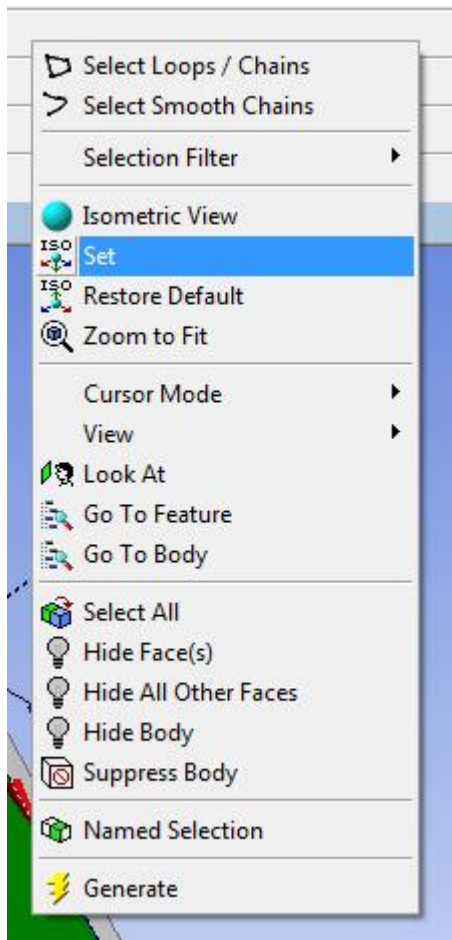 Select Loops / Chains
Select Smooth Chains
Selection Filter
Isometric View
ISO Set
ISO Restore Default
Zoom to Fit
Cursor Mode
View
Look At
Go To Feature
Go To Body
Select All
Hide Face(s)
Hide All Other Faces
Hide Body
Suppress Body
Named Selection
Generate